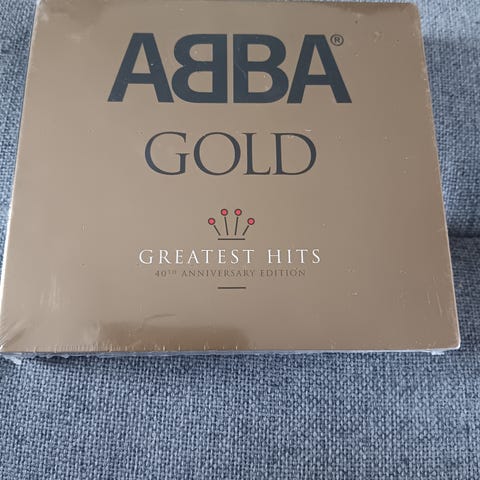 ABBA®
GOLD
GREATEST HITS
40TH ANNIVERSARY EDITION